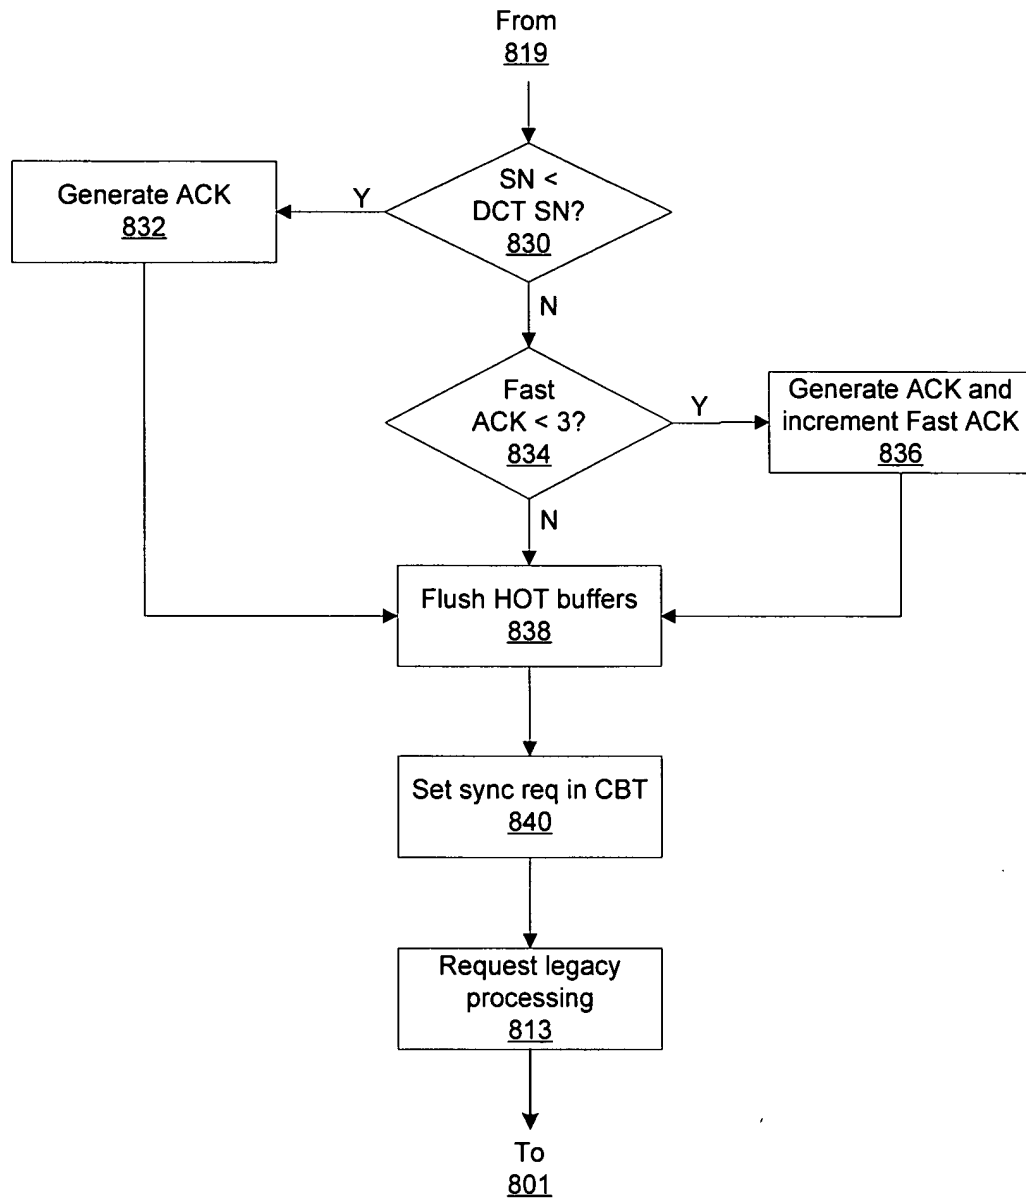 From
819
SN <
DCT SN?
830
Y
Generate ACK
832
N
Fast
ACK < 3?
834
Y
Generate ACK and
increment Fast ACK
836
N
Flush HOT buffers
838
Set sync req in CBT
840
Request legacy
processing
813
To
801